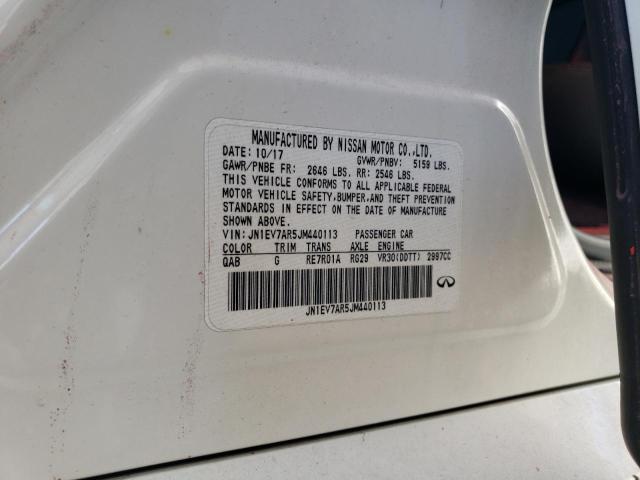 MANUFACTURED BY NISSAN MOTOR CO.,LTD.
DATE: 10/17 GVWR/PNBV: 5159 LBS.
GAWR/PNBE FR: 2646 LBS. RR: 2546 LBS.
THIS VEHICLE CONFORMS TO ALL APPLICABLE FEDERAL
MOTOR VEHICLE SAFETY,BUMPER,AND THEFT PREVENTION
STANDARDS IN EFFECT ON THE DATE OF MANUFACTURE
SHOWN ABOVE.
VIN: JN1EV7AR5JM440113 PASSENGER CAR
COLOR TRIM TRANS AXLE ENGINE
QAB G RE7R01A RG29 VR30(DDTT) 2997CC
JN1EV7AR5JM440113